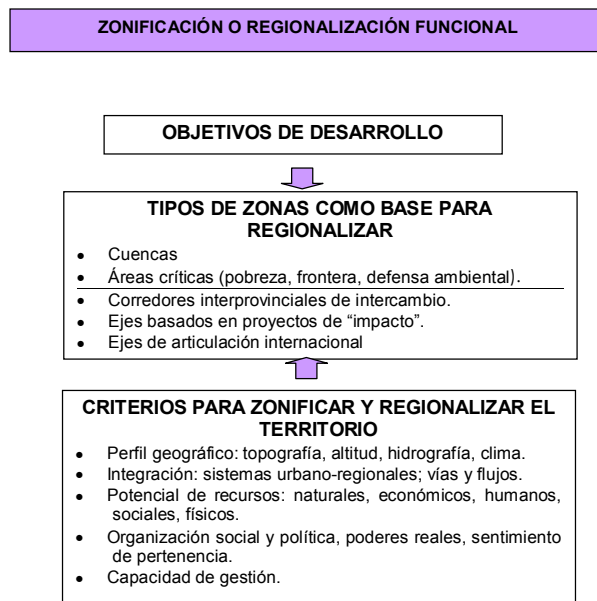 ZONIFICACIÓN O REGIONALIZACIÓN FUNCIONAL
OBJETIVOS DE DESARROLLO
TIPOS DE ZONAS COMO BASE PARA
REGIONALIZAR
• Cuencas
• Áreas críticas (pobreza, frontera, defensa ambiental).
• Corredores interprovinciales de intercambio.
• Ejes basados en proyectos de “impacto”.
• Ejes de articulación internacional
CRITERIOS PARA ZONIFICAR Y REGIONALIZAR EL
TERRITORIO
• Perfil geográfico: topografía, altitud, hidrografía, clima.
• Integración: sistemas urbano-regionales; vías y flujos.
• Potencial de recursos: naturales, económicos, humanos,
sociales, físicos.
• Organización social y política, poderes reales, sentimiento
de pertenencia.
• Capacidad de gestión.